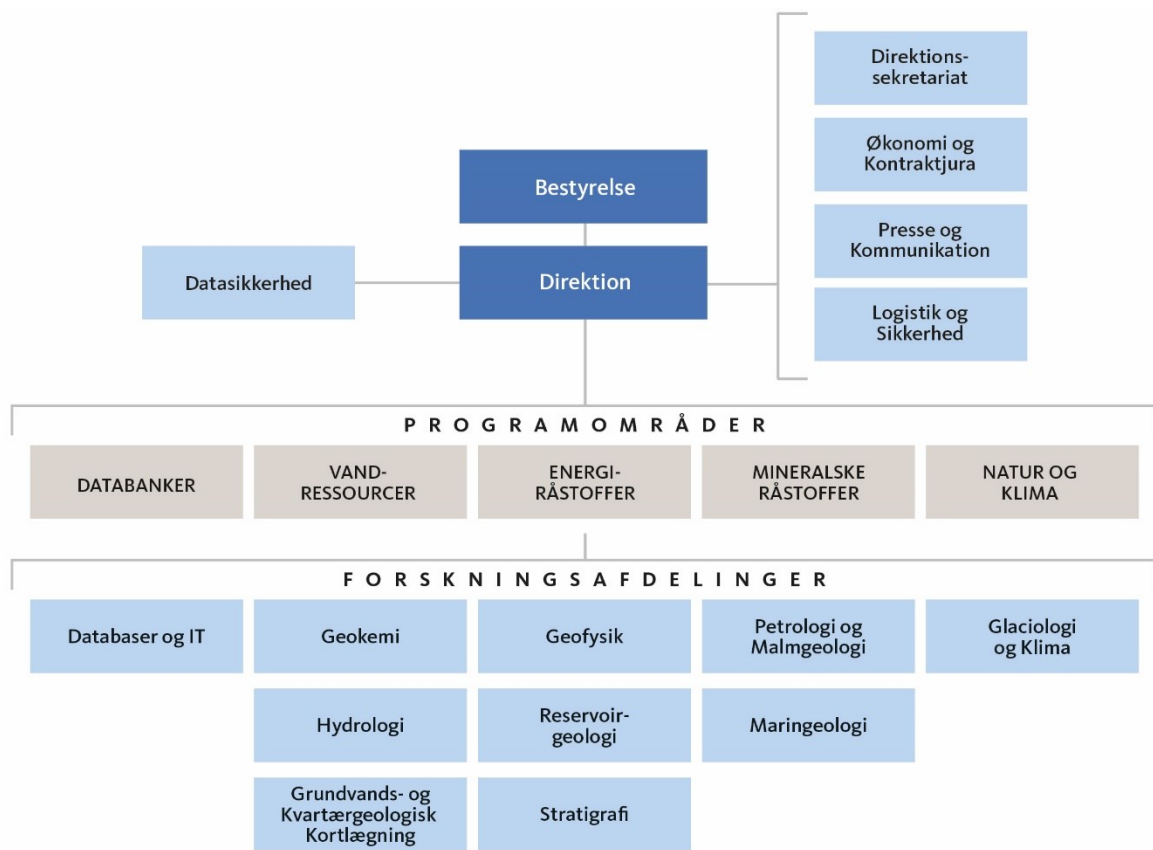 Direktions-
sekretariat
Økonomi og
Kontraktjura
Bestyrelse
Presse og
Kommunikation
Datasikkerhed
Direktion
Logistik og
Sikkerhed
PROGRAMOMRÅDER
DATABANKER
VAND-
RESSOURCER
ENERGI-
RÅSTOFFER
MINERALSKE
RÅSTOFFER
NATUR OG
KLIMA
FORSKNINGSAFDELINGER
Databaser og IT
Geokemi
Geofysik
Petrologi og
Malmgeologi
Glaciologi
og Klima
Hydrologi
Reservoir-
geologi
Maringeologi
Grundvands- og
Kvartærgeologisk
Kortlægning
Stratigrafi